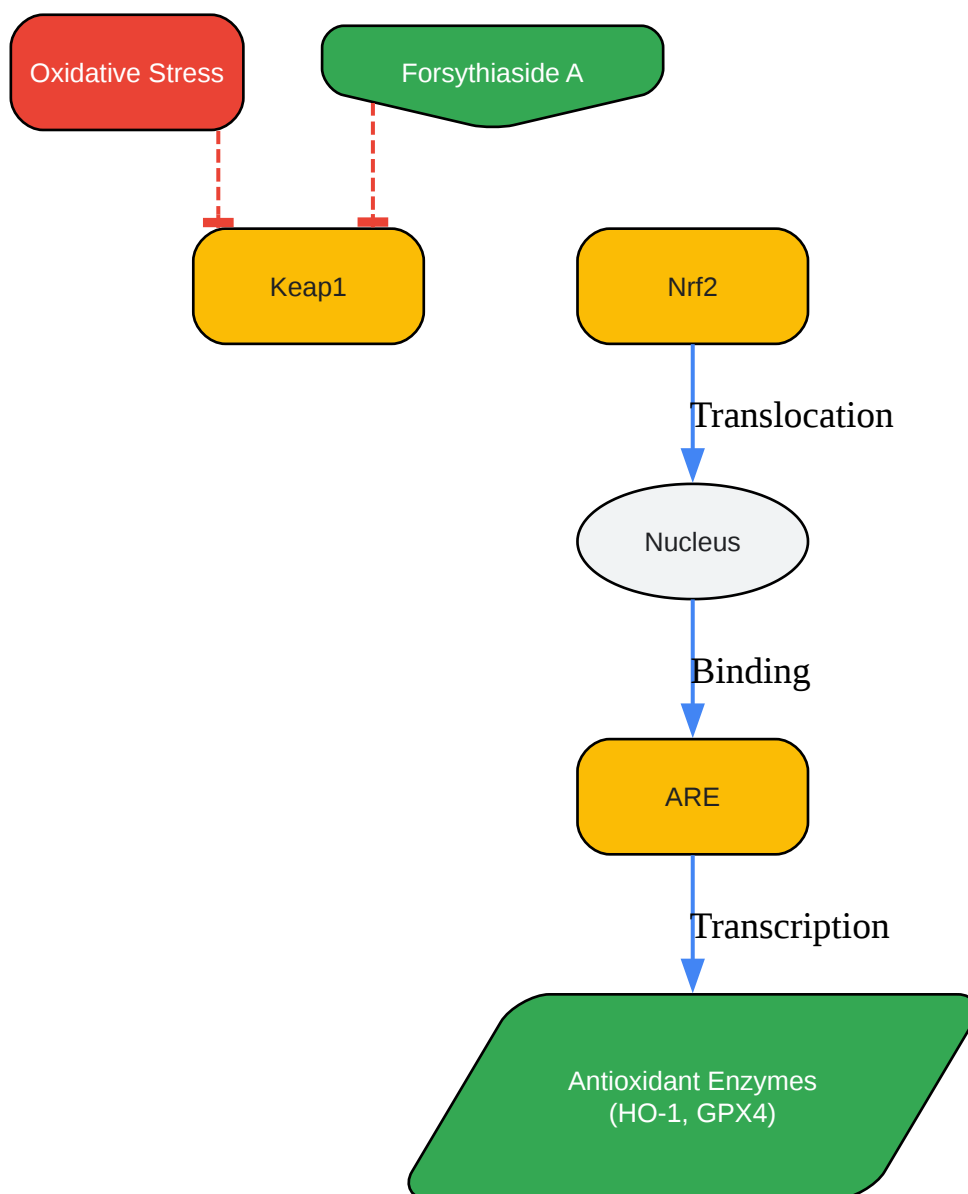 Oxidative Stress
Forsythiaside A
Keap1
Nrf2
Translocation
Nucleus
Binding
ARE
Transcription
Antioxidant Enzymes
(HO-1, GPX4)